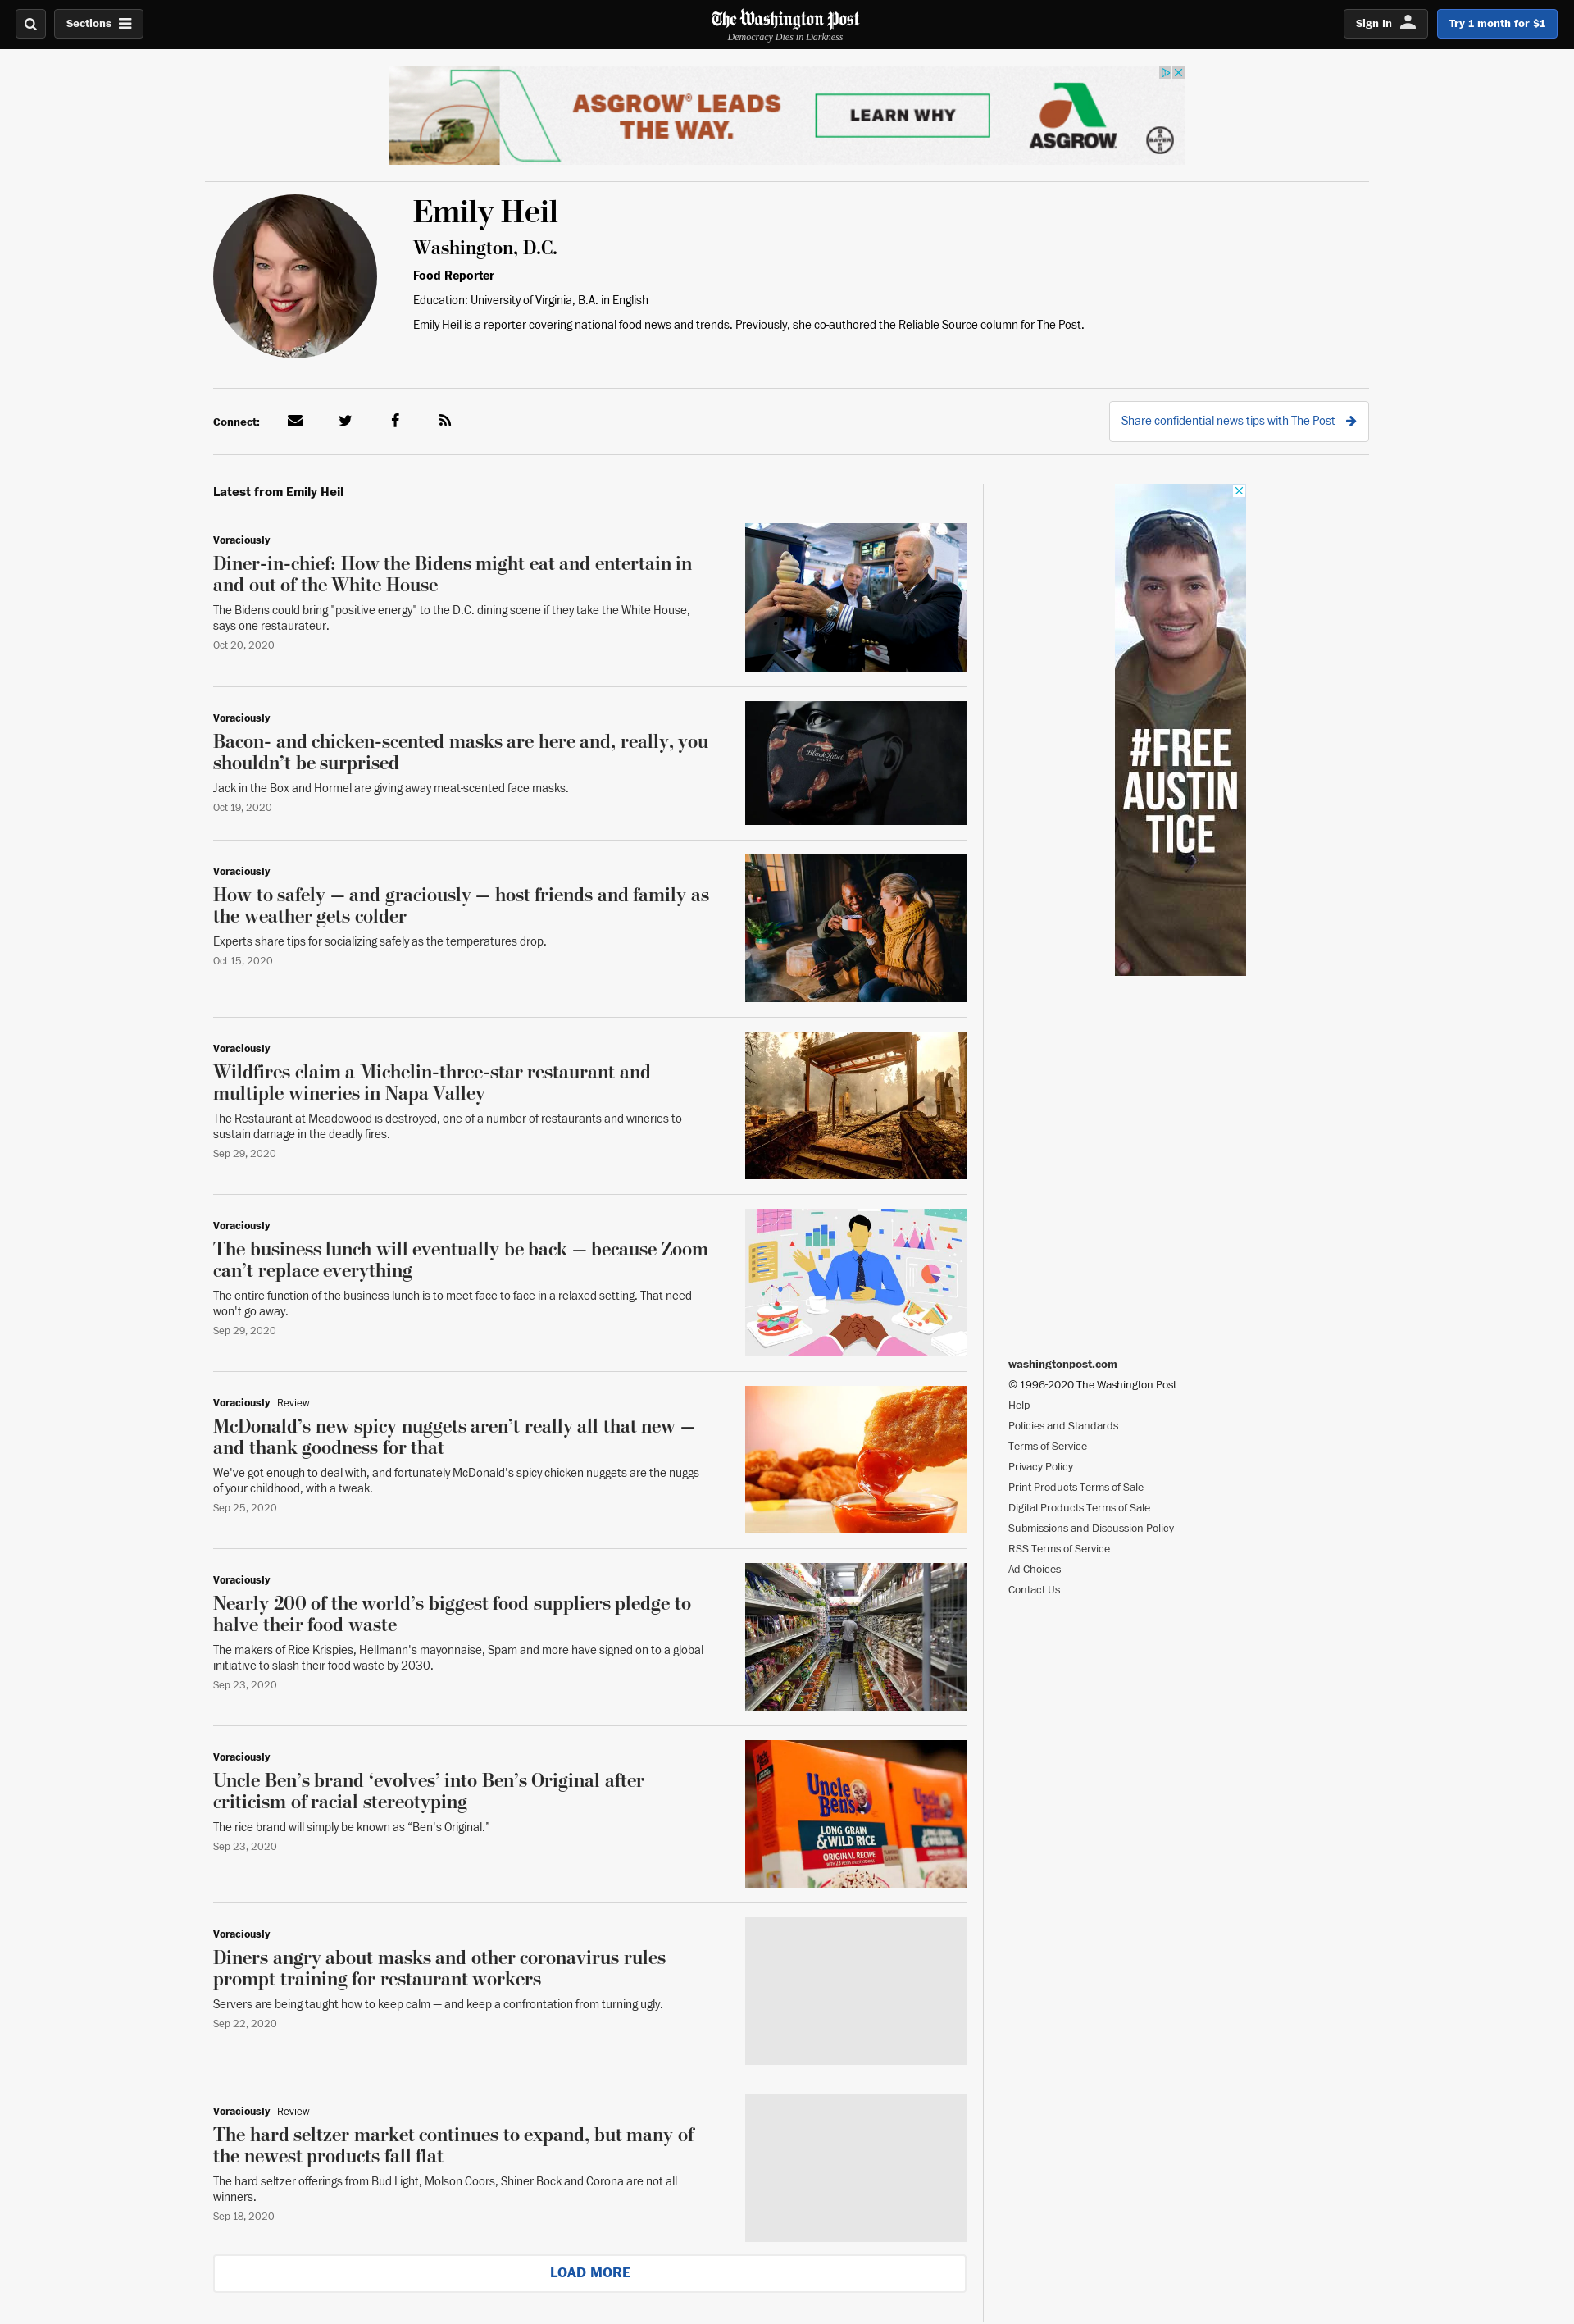 Sections
The Washington Post
Democracy Dies in Darkness
Sign In
Try 1 month for $1
ASGROW® LEADS
THE WAY.
LEARN WHY
ASGROW
BAYER
Emily Heil
Washington, D.C.
Food Reporter
Education: University of Virginia, B.A. in English
Emily Heil is a reporter covering national food news and trends. Previously, she co-authored the Reliable Source column for The Post.
Connect:
Share confidential news tips with The Post
Latest from Emily Heil
Voraciously
Diner-in-chief: How the Bidens might eat and entertain in
and out of the White House
The Bidens could bring "positive energy" to the D.C. dining scene if they take the White House,
says one restaurateur.
Oct 20, 2020
Voraciously
Bacon- and chicken-scented masks are here and, really, you
shouldn’t be surprised
Jack in the Box and Hormel are giving away meat-scented face masks.
Oct 19, 2020
Black Label
Voraciously
How to safely — and graciously — host friends and family as
the weather gets colder
Experts share tips for socializing safely as the temperatures drop.
Oct 15, 2020
Voraciously
Wildfires claim a Michelin-three-star restaurant and
multiple wineries in Napa Valley
The Restaurant at Meadowood is destroyed, one of a number of restaurants and wineries to
sustain damage in the deadly fires.
Sep 29, 2020
Voraciously
The business lunch will eventually be back — because Zoom
can’t replace everything
The entire function of the business lunch is to meet face-to-face in a relaxed setting. That need
won't go away.
Sep 29, 2020
Voraciously Review
McDonald’s new spicy nuggets aren’t really all that new —
and thank goodness for that
We've got enough to deal with, and fortunately McDonald's spicy chicken nuggets are the nuggs
of your childhood, with a tweak.
Sep 25, 2020
Voraciously
Nearly 200 of the world’s biggest food suppliers pledge to
halve their food waste
The makers of Rice Krispies, Hellmann's mayonnaise, Spam and more have signed on to a global
initiative to slash their food waste by 2030.
Sep 23, 2020
Voraciously
Uncle Ben’s brand ‘evolves’ into Ben’s Original after
criticism of racial stereotyping
The rice brand will simply be known as “Ben's Original.”
Sep 23, 2020
Uncle
Ben's
LONG GRAIN
& WILD RICE
ORIGINAL RECIPE
Voraciously
Diners angry about masks and other coronavirus rules
prompt training for restaurant workers
Servers are being taught how to keep calm — and keep a confrontation from turning ugly.
Sep 22, 2020
Voraciously Review
The hard seltzer market continues to expand, but many of
the newest products fall flat
The hard seltzer offerings from Bud Light, Molson Coors, Shiner Bock and Corona are not all
winners.
Sep 18, 2020
LOAD MORE
#FREE
AUSTIN
TICE
washingtonpost.com
© 1996-2020 The Washington Post
Help
Policies and Standards
Terms of Service
Privacy Policy
Print Products Terms of Sale
Digital Products Terms of Sale
Submissions and Discussion Policy
RSS Terms of Service
Ad Choices
Contact Us